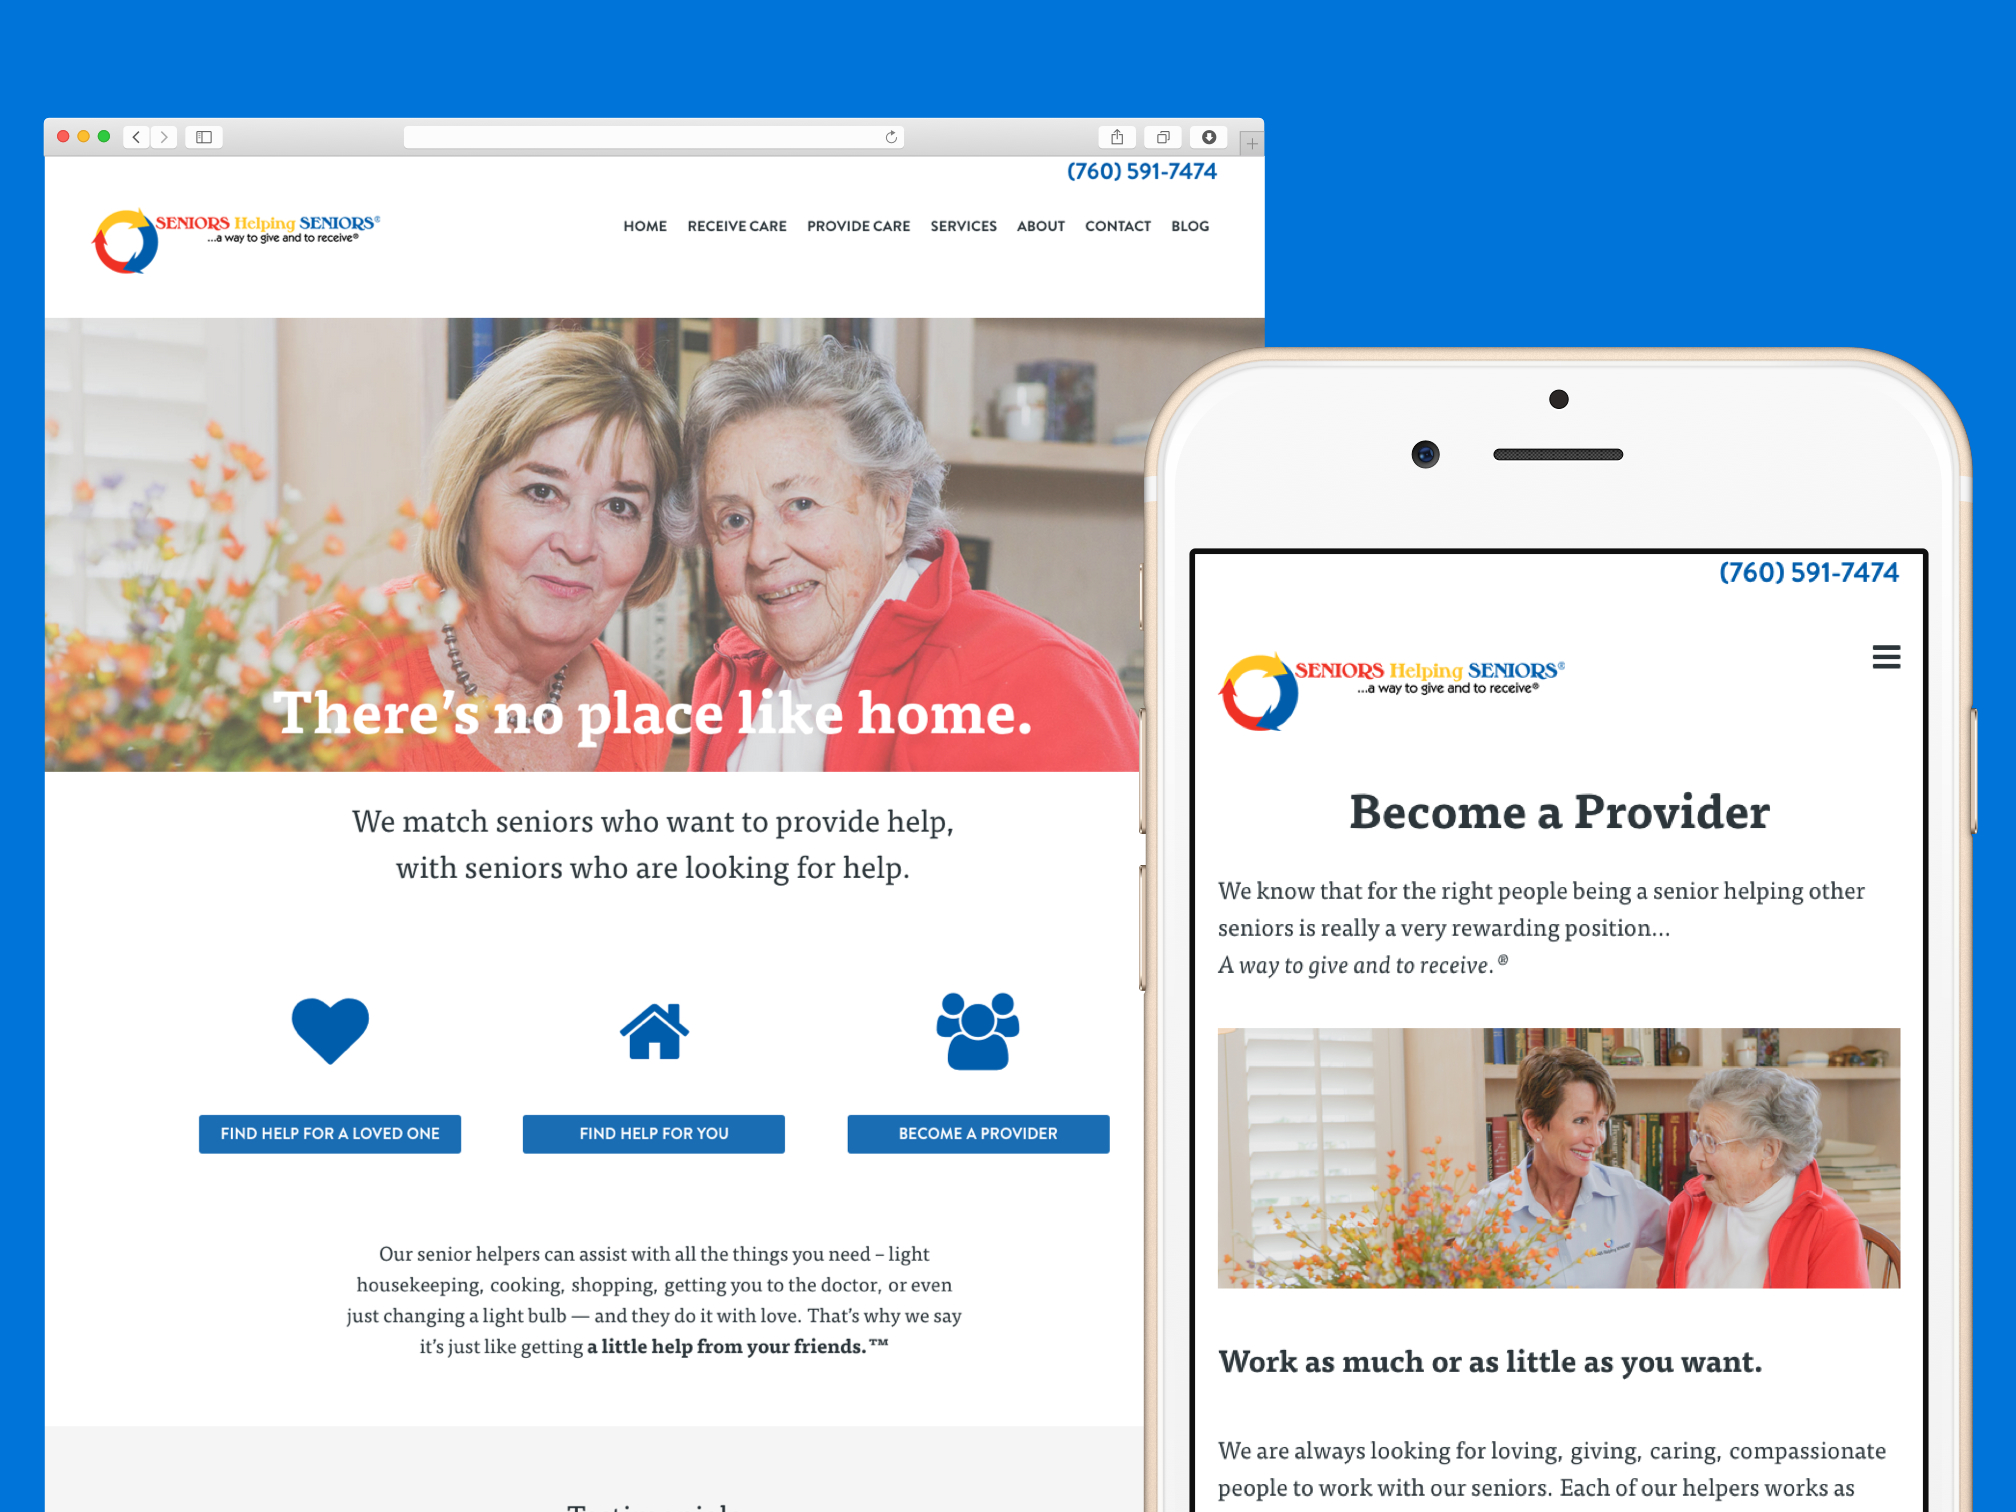 (760) 591-7474
SENIORS Helping SENIORS®
...a way to give and to receive®
HOME RECEIVE CARE PROVIDE CARE SERVICES ABOUT CONTACT BLOG
There's no place like home.
We match seniors who want to provide help,
with seniors who are looking for help.
FIND HELP FOR A LOVED ONE
FIND HELP FOR YOU
BECOME A PROVIDER
Our senior helpers can assist with all the things you need – light
housekeeping, cooking, shopping, getting you to the doctor, or even
just changing a light bulb — and they do it with love. That's why we say
it's just like getting a little help from your friends.™
(760) 591-7474
SENIORS Helping SENIORS®
...a way to give and to receive®
Become a Provider
We know that for the right people being a senior helping other
seniors is really a very rewarding position...
A way to give and to receive.®
Work as much or as little as you want.
We are always looking for loving, giving, caring, compassionate
people to work with our seniors. Each of our helpers works as